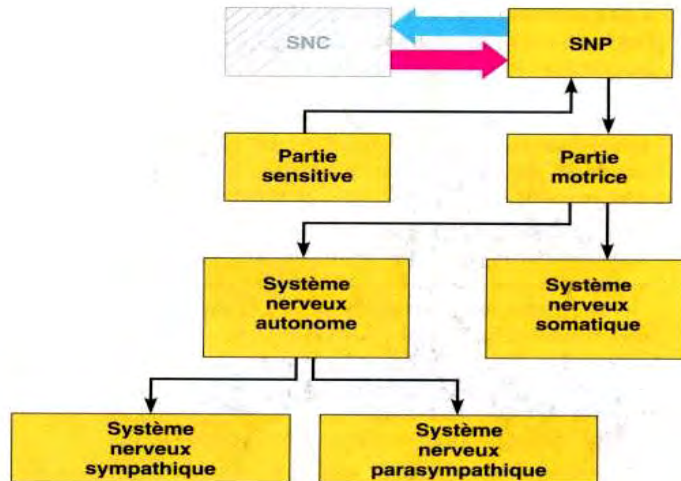 SNC
SNP
Partie
sensitive
Partie
motrice
Système
nerveux
autonome
Système
nerveux
somatique
Système
nerveux
sympathique
Système
nerveux
parasympathique